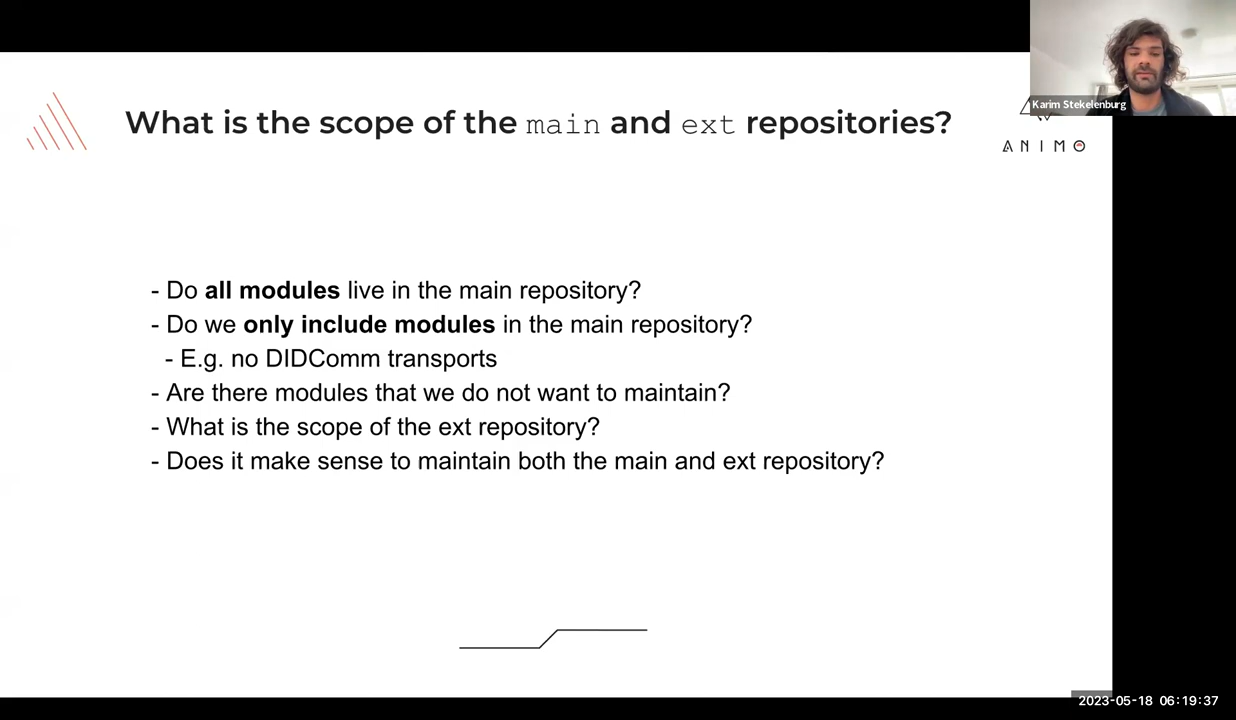 What is the scope of the main and ext repositories?
Karim Stekelenburg
ANIMO
- Do all modules live in the main repository?
- Do we only include modules in the main repository?
- E.g. no DIDComm transports
- Are there modules that we do not want to maintain?
- What is the scope of the ext repository?
- Does it make sense to maintain both the main and ext repository?
2023-05-18 06:19:37